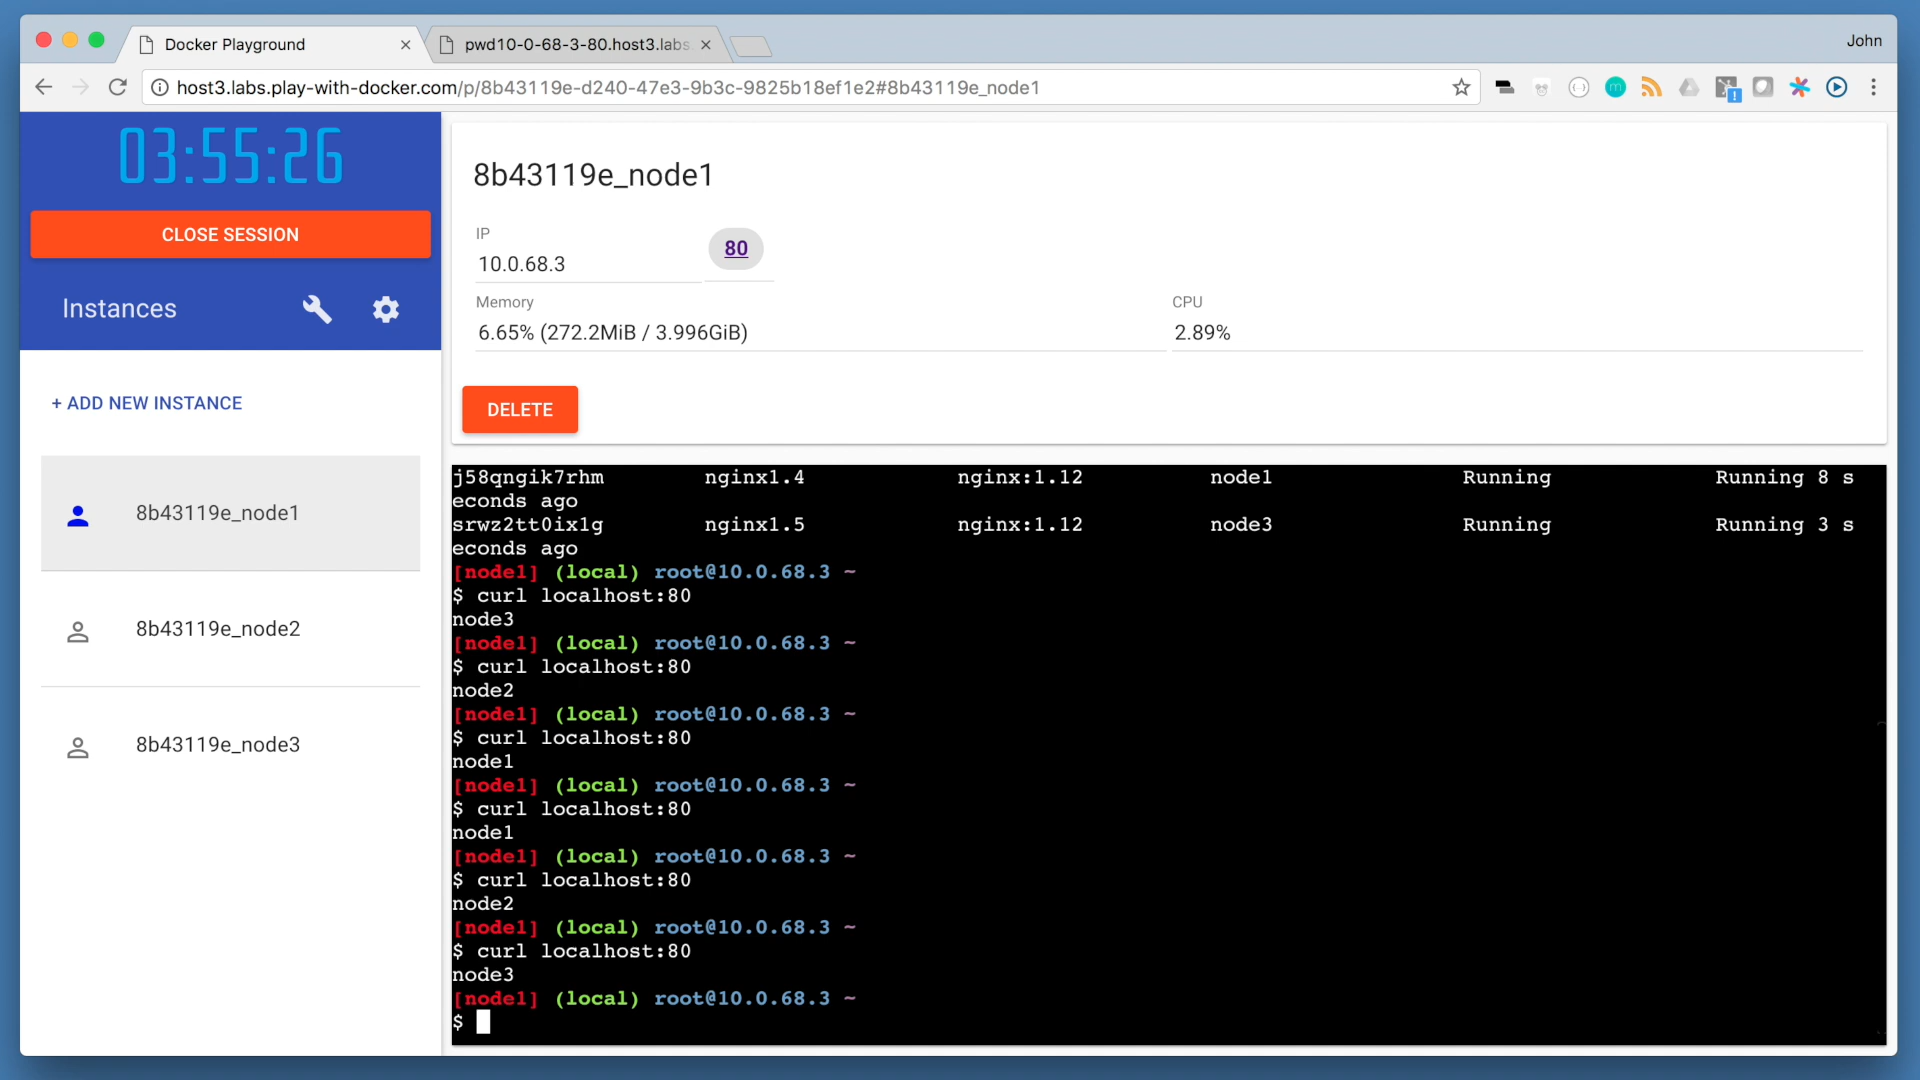 Docker Playground
pwd10-0-68-3-80.host3.labs.
John
host3.labs.play-with-docker.com/p/8b43119e-d240-47e3-9b3c-9825b18ef1e2#8b43119e_node1
03:55:26
CLOSE SESSION
Instances
+ ADD NEW INSTANCE
8b43119e_node1
8b43119e_node2
8b43119e_node3
8b43119e_node1
IP
10.0.68.3
80
Memory
6.65% (272.2MiB / 3.996GiB)
CPU
2.89%
DELETE
j58qngik7rhm nginx1.4 nginx:1.12 node1 Running Running 8 s
econds ago
srwz2tt0ix1g nginx1.5 nginx:1.12 node3 Running Running 3 s
econds ago
[node1] (local) root@10.0.68.3 ~
$ curl localhost:80
node3
[node1] (local) root@10.0.68.3 ~
$ curl localhost:80
node2
[node1] (local) root@10.0.68.3 ~
$ curl localhost:80
node1
[node1] (local) root@10.0.68.3 ~
$ curl localhost:80
node1
[node1] (local) root@10.0.68.3 ~
$ curl localhost:80
node2
[node1] (local) root@10.0.68.3 ~
$ curl localhost:80
node3
[node1] (local) root@10.0.68.3 ~
$